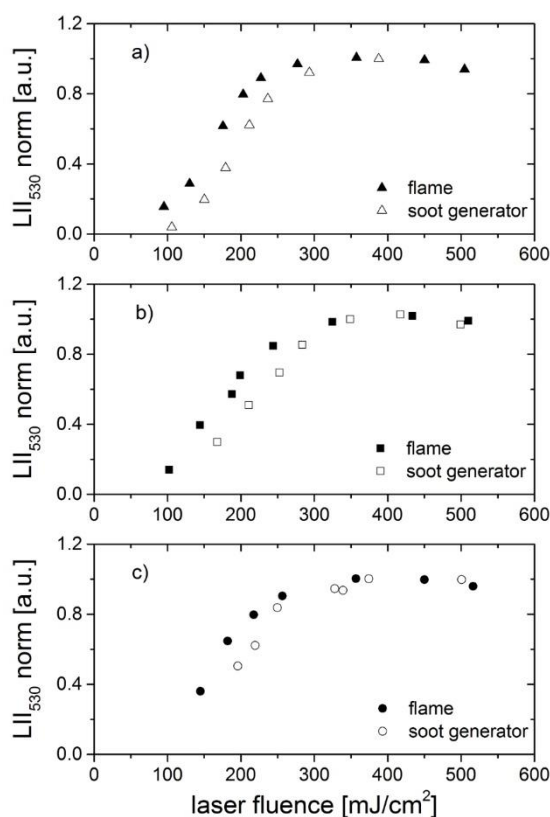 a)
LII530 norm [a.u.]
1.2
0.8
0.4
0.0
0 100 200 300 400 500 600
flame
soot generator
b)
LII530 norm [a.u.]
1.2
0.8
0.4
0.0
0 100 200 300 400 500 600
flame
soot generator
c)
LII530 norm [a.u.]
1.2
0.8
0.4
0.0
0 100 200 300 400 500 600
flame
soot generator
laser fluence [mJ/cm²]